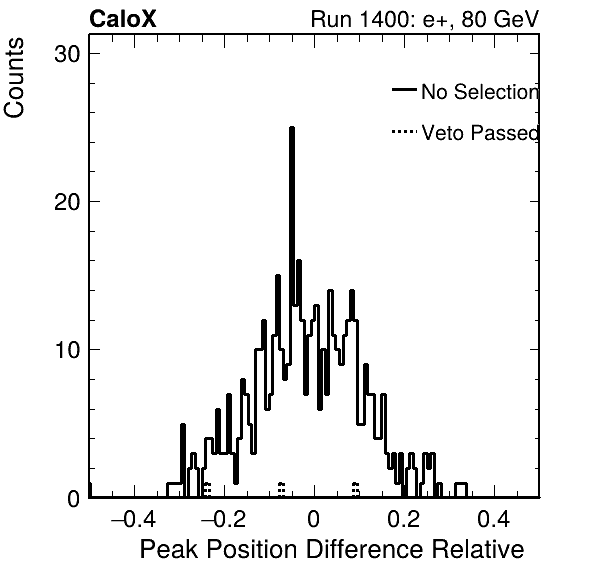 CaloX Run 1400: e+, 80 GeV
Counts
30
20
10
0
No Selection
Veto Passed
−0.4 −0.2 0 0.2 0.4
Peak Position Difference Relative